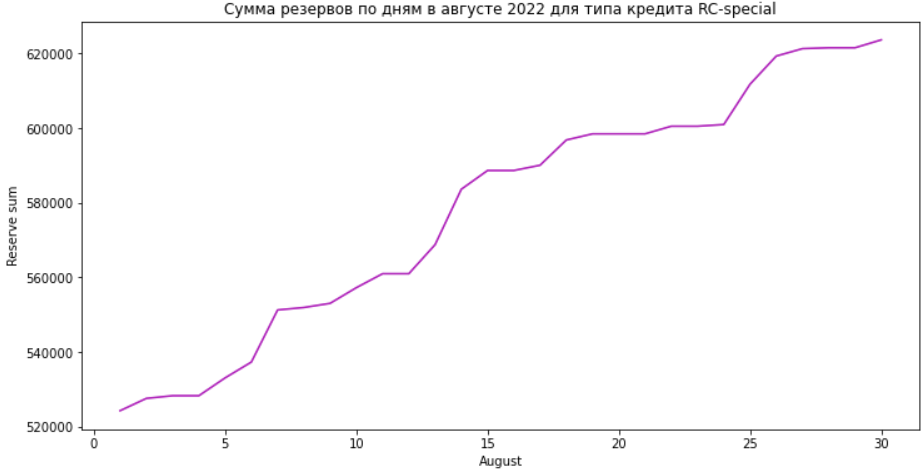 Сумма резервов по дням в августе 2022 для типа кредита RC-special
Reserve sum
620000
600000
580000
560000
540000
520000
0 5 10 15 20 25 30
August